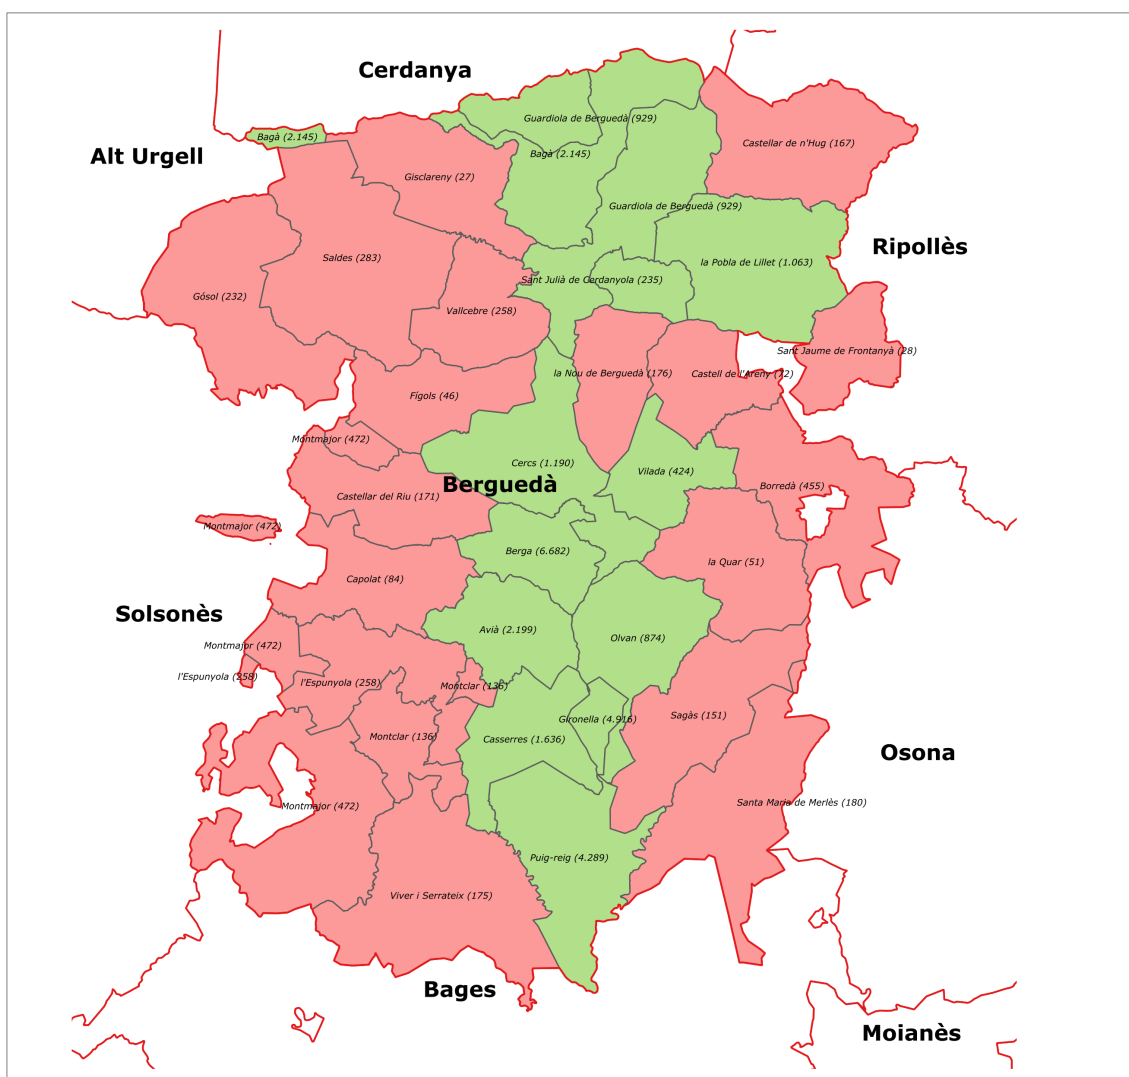 Cerdanya
Guardiola de Berguedà (929)
Bagà (2.145)
Castellar de n'Hug (167)
Alt Urgell
Bagà (2.145)
Gisclareny (27)
Guardiola de Berguedà (929)
Ripollès
Saldes (283)
la Pobla de Lillet (1.063)
Sant Julià de Cerdanyola (235)
Gósol (232)
Vallcebre (258)
Sant Jaume de Frontanyà (28)
la Nou de Berguedà (176)
Castell de l'Areny (72)
Fígols (46)
Montmajor (472)
Cercs (1.190)
Vilada (424)
Berguedà
Borredà (455)
Castellar del Riu (171)
Montmajor (472)
Berga (6.682)
la Quar (51)
Capolat (84)
Solsonès
Avià (2.199)
Olvan (874)
Montmajor (472)
l'Espunyola (258)
l'Espunyola (258)
Montclar (136)
Sagàs (151)
Gironella (4.916)
Montclar (136)
Casserres (1.636)
Osona
Montmajor (472)
Santa Maria de Merlès (180)
Puig-reig (4.289)
Viver i Serrateix (175)
Bages
Moianès